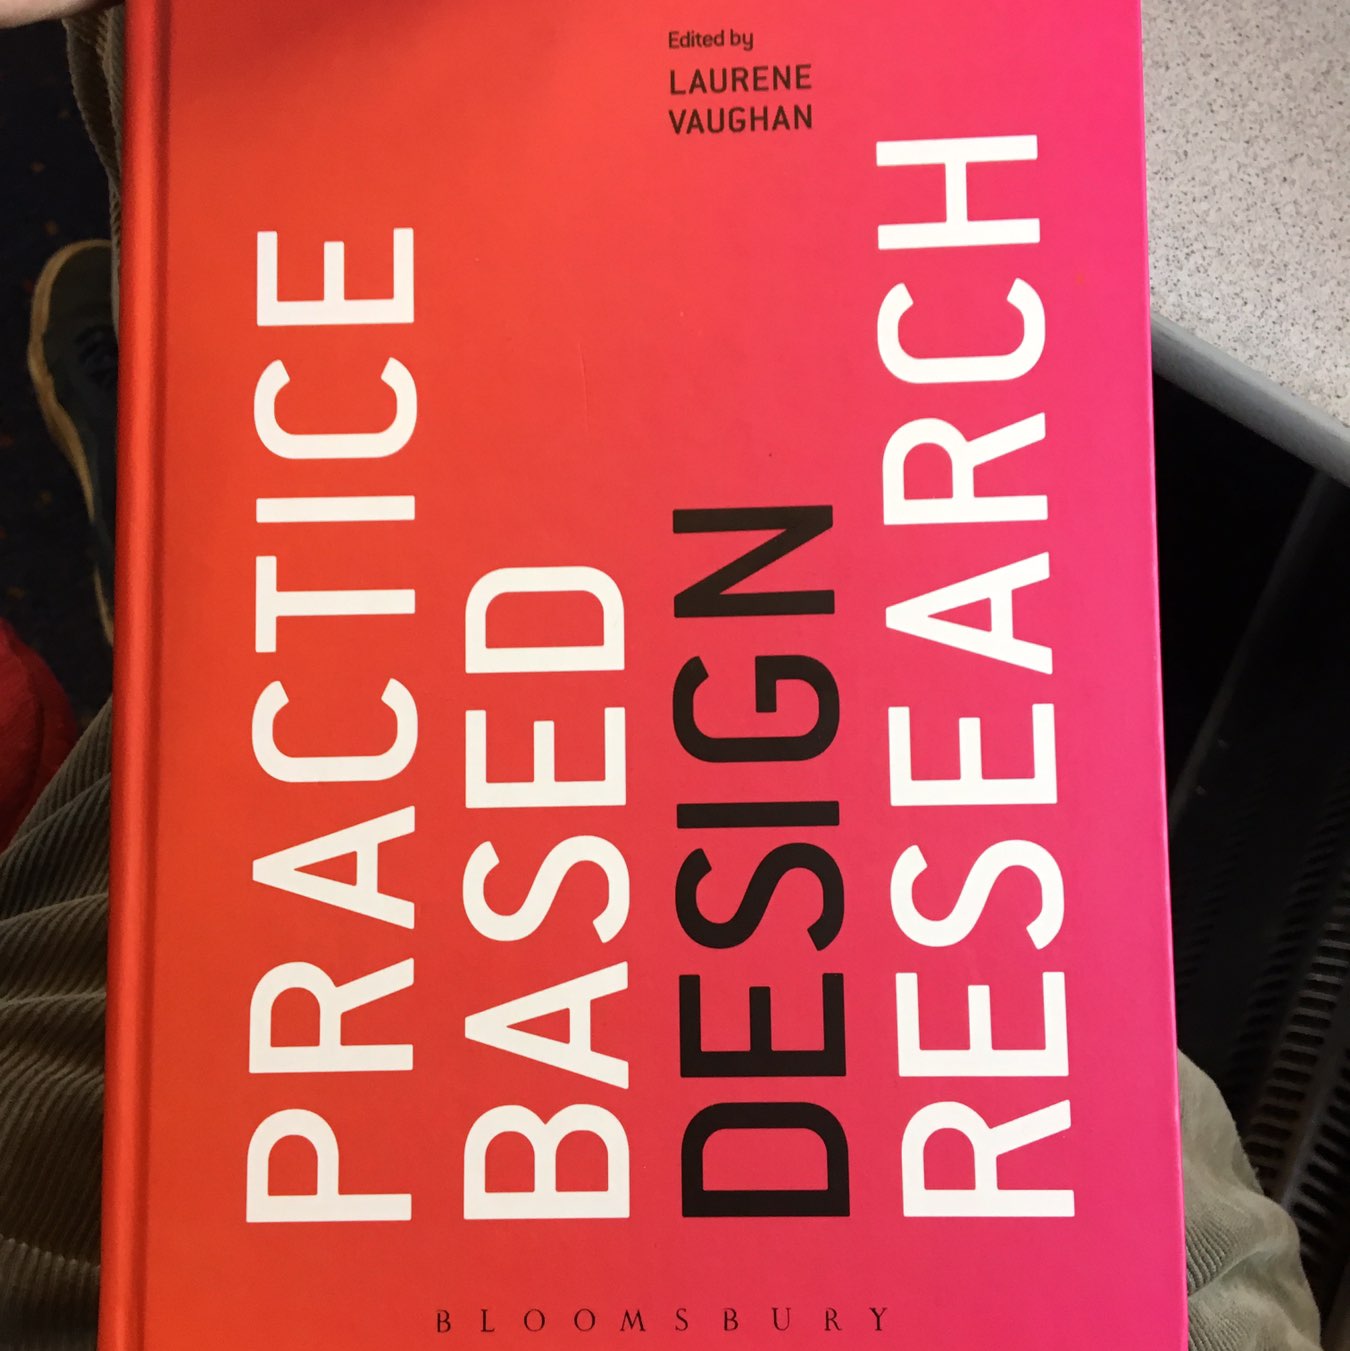 Edited by
LAURENE
VAUGHAN
PRACTICE
BASED
DESIGN
RESEARCH
BLOOMSBURY